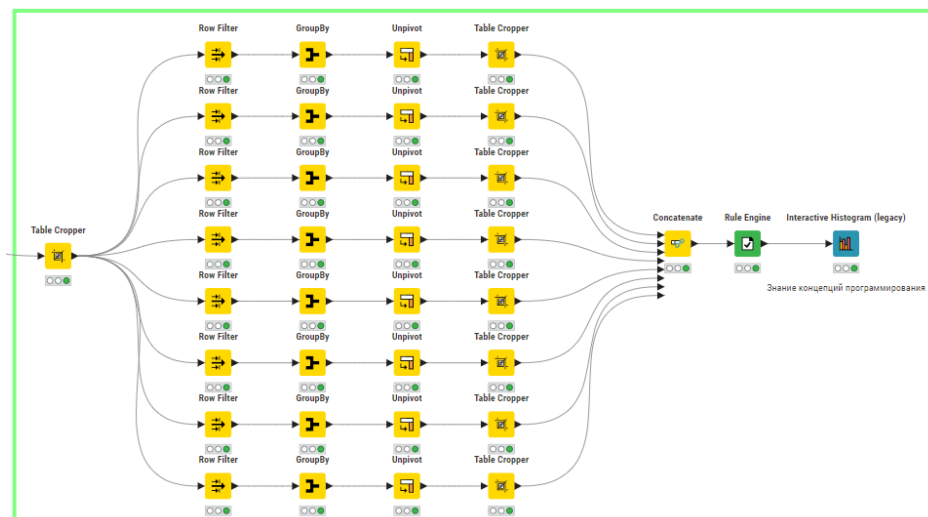 Row Filter GroupBy Unpivot Table Cropper
Row Filter GroupBy Unpivot Table Cropper
Row Filter GroupBy Unpivot Table Cropper
Row Filter GroupBy Unpivot Table Cropper
Concatenate Rule Engine Interactive Histogram (legacy)
Table Cropper
Знание концепций программирования
Row Filter GroupBy Unpivot Table Cropper
Row Filter GroupBy Unpivot Table Cropper
Row Filter GroupBy Unpivot Table Cropper
Row Filter GroupBy Unpivot Table Cropper